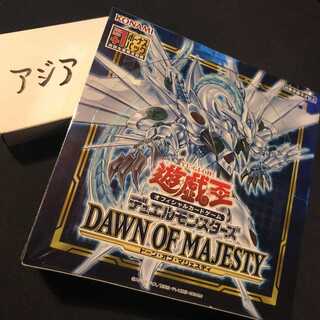 アジア
KONAMI
遊戯王
オフィシャルカードゲーム
デュエルモンスターズ
DAWN OF MAJESTY
ドーン・オブ・マジェスティ